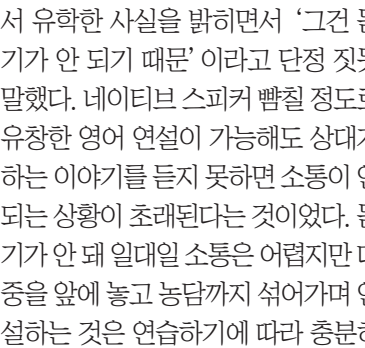 서 유학한 사실을 밝히면서 ‘그건 듣
기가 안 되기 때문’이라고 단정 짓듯
말했다. 네이티브 스피커 뺨칠 정도로
유창한 영어 연설이 가능해도 상대가
하는 이야기를 듣지 못하면 소통이 안
되는 상황이 초래된다는 것이었다. 듣
기가 안 돼 일대일 소통은 어렵지만 대
중을 앞에 놓고 농담까지 섞어가며 연
설하는 것은 연습하기에 따라 충분히